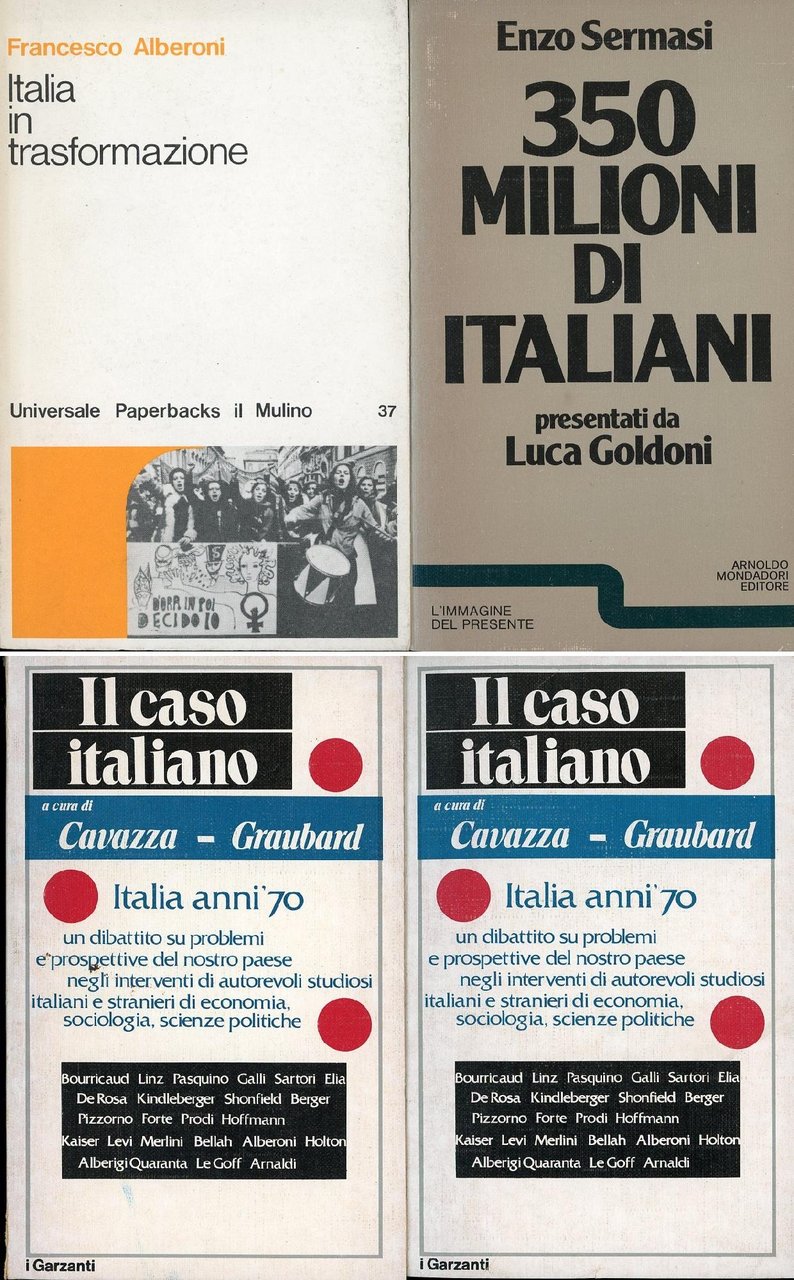 Francesco Alberoni
Italia
in
trasformazione
Universale Paperbacks il Mulino 37
D'ORA IN POI
DECIDO IO
Enzo Sermasi
350
MILIONI
DI
ITALIANI
presentati da
Luca Goldoni
ARNOLDO
MONDADORI
EDITORE
L'IMMAGINE
DEL PRESENTE
Il caso
italiano
a cura di
Cavazza - Graubard
Italia anni '70
un dibattito su problemi
e prospettive del nostro paese
negli interventi di autorevoli studiosi
italiani e stranieri di economia,
sociologia, scienze politiche
Bourricaud Linz Pasquino Galli Sartori Elia
De Rosa Kindleberger Shonfield Berger
Pizzorno Forte Prodi Hoffmann
Kaiser Levi Merlini Bellah Alberoni Holton
Alberigi Quaranta Le Goff Arnaldi
i Garzanti
Il caso
italiano
a cura di
Cavazza - Graubard
Italia anni '70
un dibattito su problemi
e prospettive del nostro paese
negli interventi di autorevoli studiosi
italiani e stranieri di economia,
sociologia, scienze politiche
Bourricaud Linz Pasquino Galli Sartori Elia
De Rosa Kindleberger Shonfield Berger
Pizzorno Forte Prodi Hoffmann
Kaiser Levi Merlini Bellah Alberoni Holton
Alberigi Quaranta Le Goff Arnaldi
i Garzanti